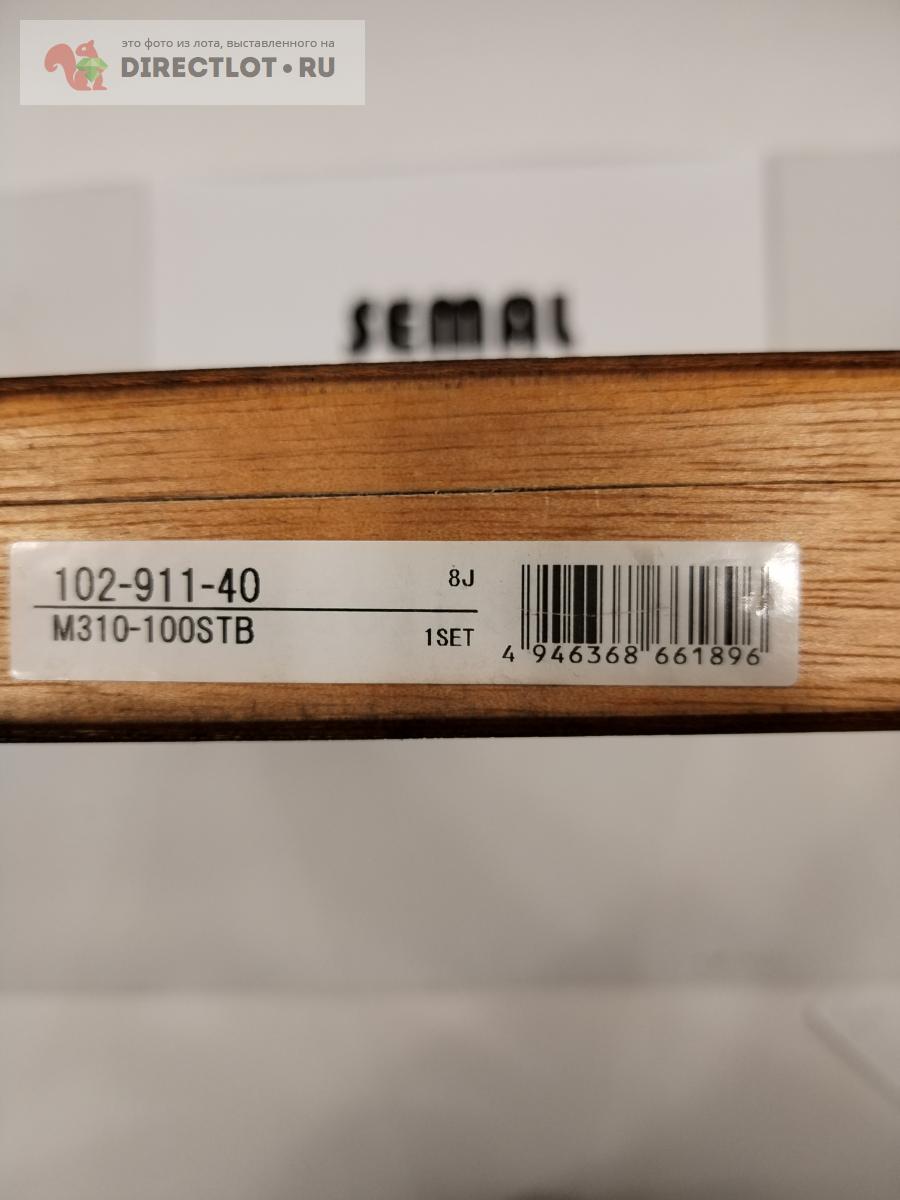 это фото из лота, выставленного на
DIRECTLOT•RU
SEMAL
102-911-40
8J
M310-100STB
1SET
4 946368 661896